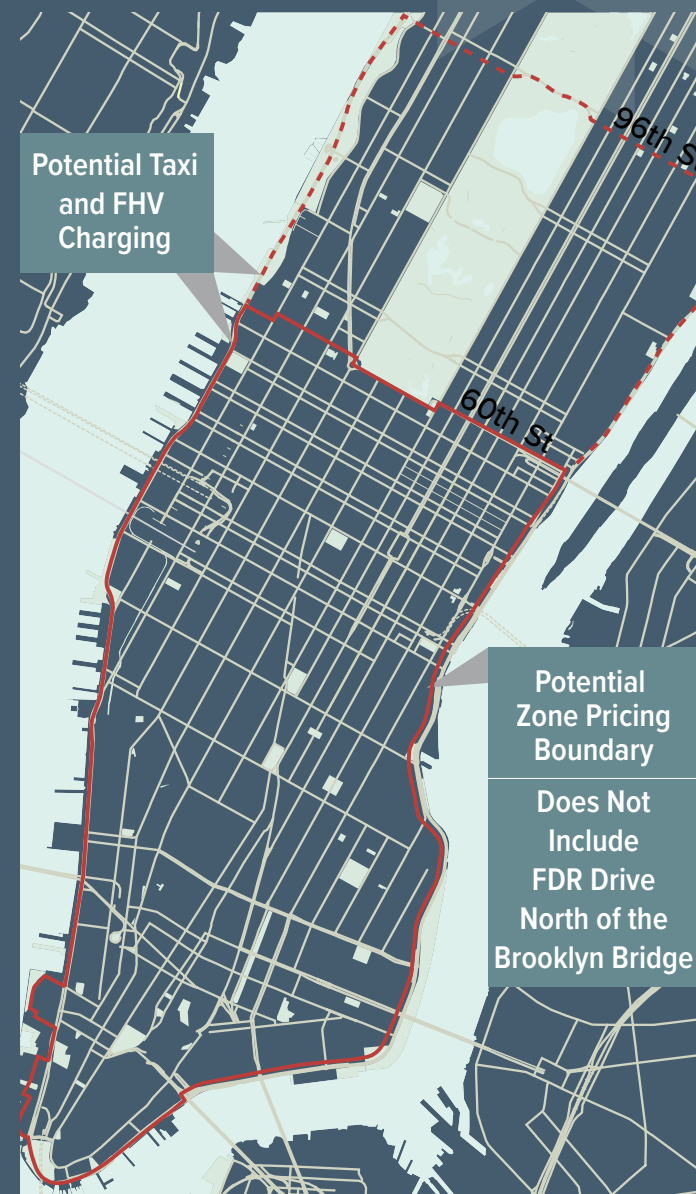 96th St
Potential Taxi
and FHV
Charging
60th St
Potential
Zone Pricing
Boundary
Does Not
Include
FDR Drive
North of the
Brooklyn Bridge